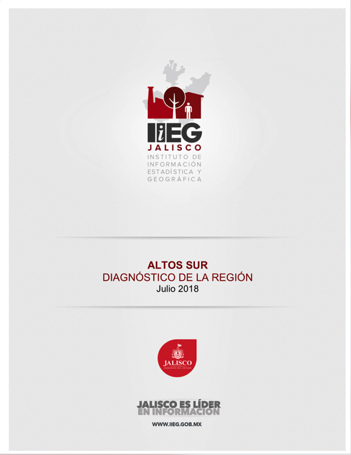 IIEG
JALISCO
INSTITUTO DE
INFORMACIÓN
ESTADÍSTICA Y
GEOGRÁFICA
ALTOS SUR
DIAGNÓSTICO DE LA REGIÓN
Julio 2018
JALISCO
JALISCO ES LÍDER
EN INFORMACIÓN
WWW.IIEG.GOB.MX